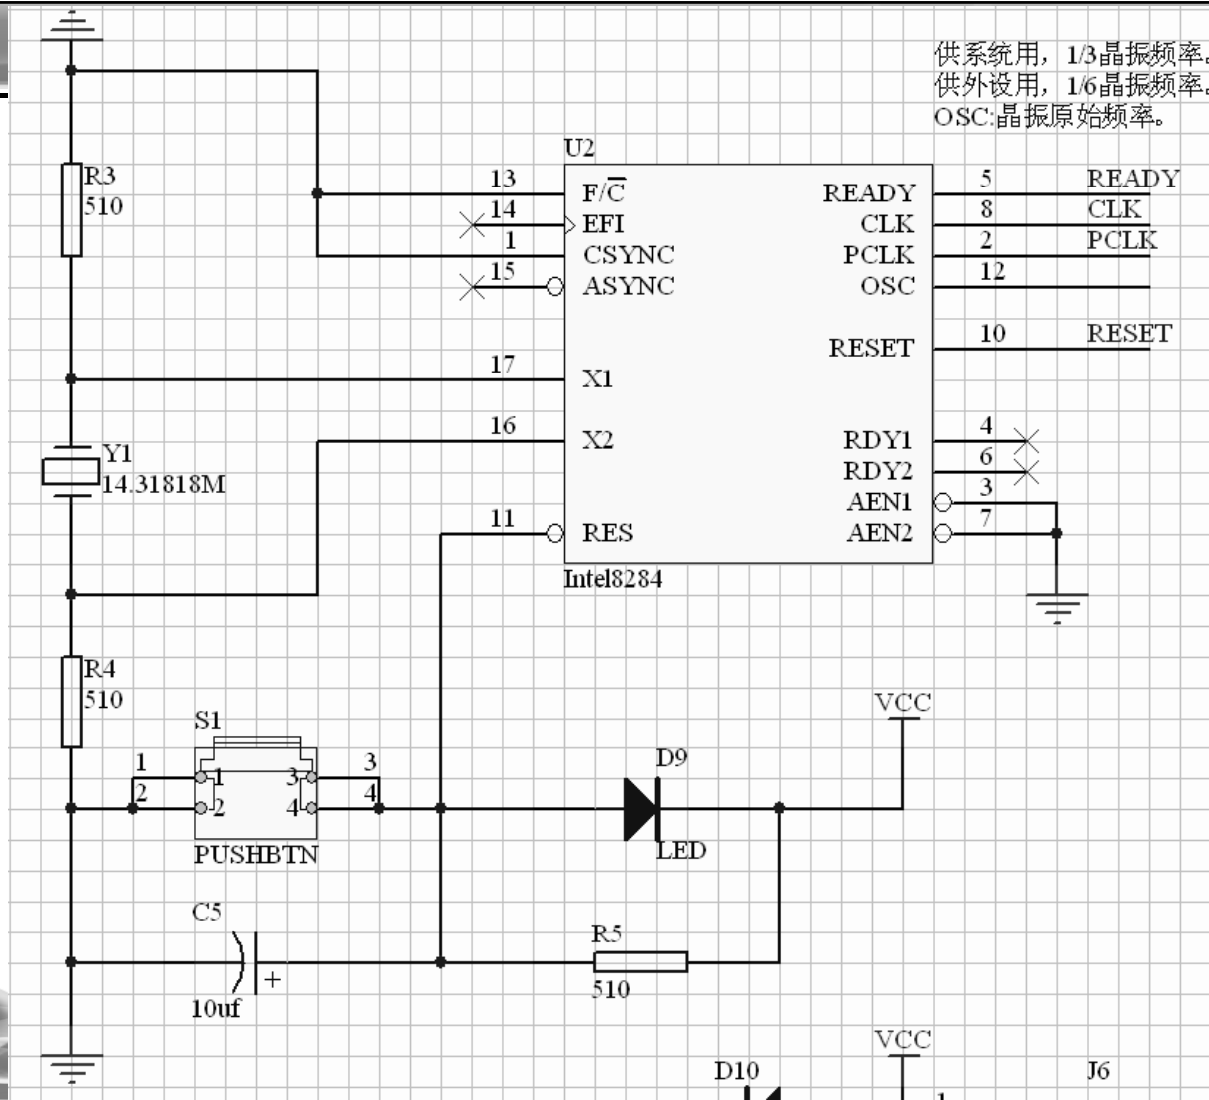 供系统用，1/3晶振频率。
供外设用，1/6晶振频率。
OSC:晶振原始频率。
U2
R3
510
13
F/C̅
14
EFI
1
CSYNC
15
ASYNC
17
X1
16
X2
11
RES
READY
5
READY
CLK
8
CLK
PCLK
2
PCLK
OSC
12
RESET
10
RESET
RDY1
4
RDY2
6
AEN1
3
AEN2
7
Intel8284
Y1
14.31818M
R4
510
S1
1
1
3
3
2
2
4
4
PUSHBTN
VCC
D9
LED
C5
10uf
+
R5
510
VCC
D10
J6
1